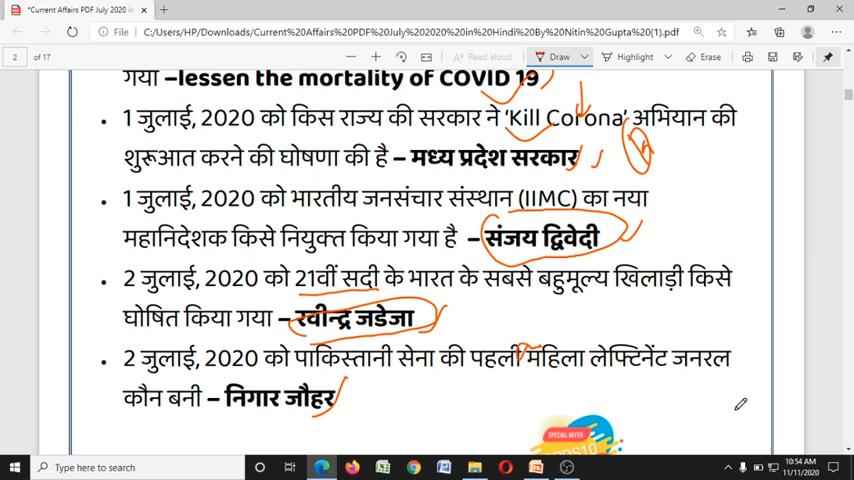 *Current Affairs PDF July 2020 in
C:/Users/HP/Downloads/Current%20Affairs%20PDF%20July%202020%20in%20Hindi%20By%20Nitin%20Gupta%20(1).pdf
2 of 17
Read aloud Draw Highlight Erase
गया –lessen the mortality of COVID 19
• 1 जुलाई, 2020 को किस राज्य की सरकार ने 'Kill Corona' अभियान की
शुरूआत करने की घोषणा की है – मध्य प्रदेश सरकार
• 1 जुलाई, 2020 को भारतीय जनसंचार संस्थान (IIMC) का नया
महानिदेशक किसे नियुक्त किया गया है – संजय द्विवेदी
• 2 जुलाई, 2020 को 21वीं सदी के भारत के सबसे बहुमूल्य खिलाड़ी किसे
घोषित किया गया – रवीन्द्र जडेजा
• 2 जुलाई, 2020 को पाकिस्तानी सेना की पहली महिला लेफ्टिनेंट जनरल
कौन बनी – निगार जौहर
SPECIAL OFFER
Type here to search
10:54 AM
11/11/2020